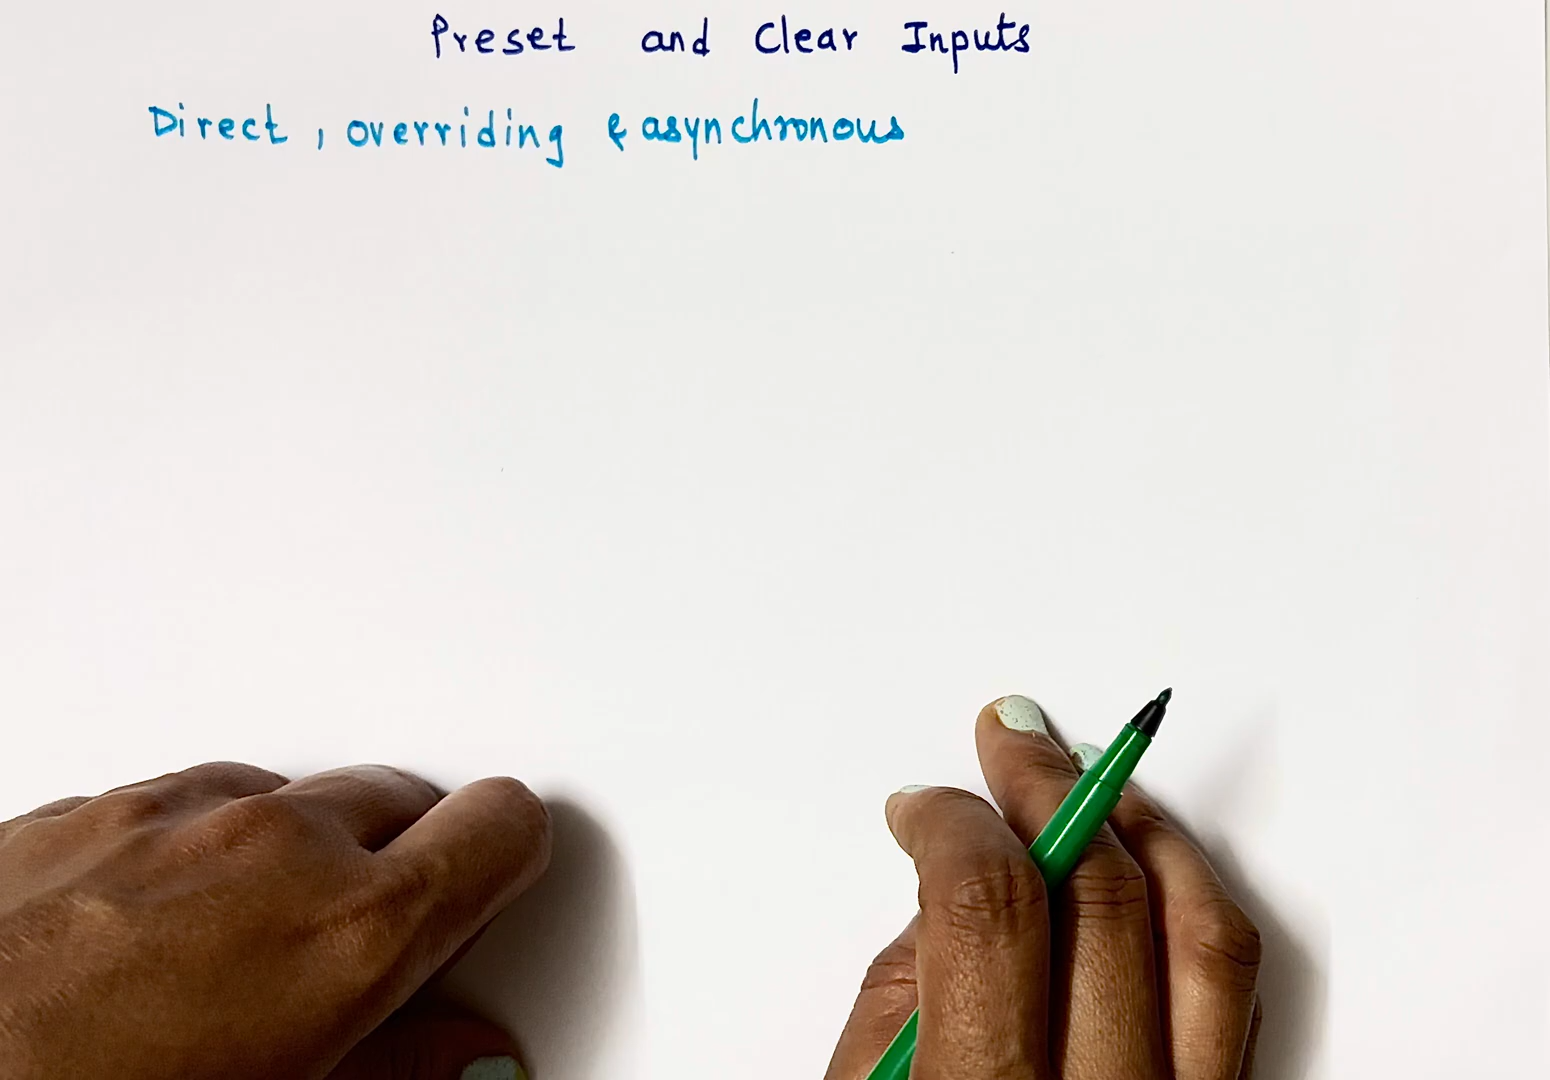 Preset and Clear Inputs
Direct, overriding & asynchronous